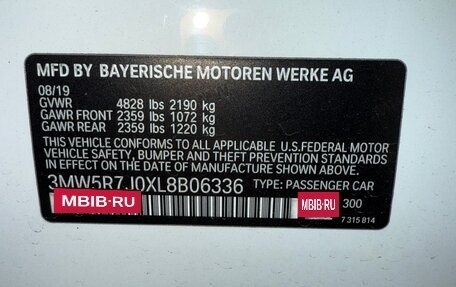 MFD BY BAYERISCHE MOTOREN WERKE AG
08/19
GVWR 4828 lbs 2190 kg
GAWR FRONT 2359 lbs 1072 kg
GAWR REAR 2359 lbs 1220 kg
THIS VEHICLE CONFORMS TO ALL APPLICABLE U.S.FEDERAL MOTOR
VEHICLE SAFETY, BUMPER, AND THEFT PREVENTION STANDARDS
IN EFFECT ON THE DATE OF MANUFACTURE SHOWN ABOVE.
3MW5R7J0XL8B06336 TYPE: PASSENGER CAR
MBIB.RU MBIB.RU 300
7 315 814